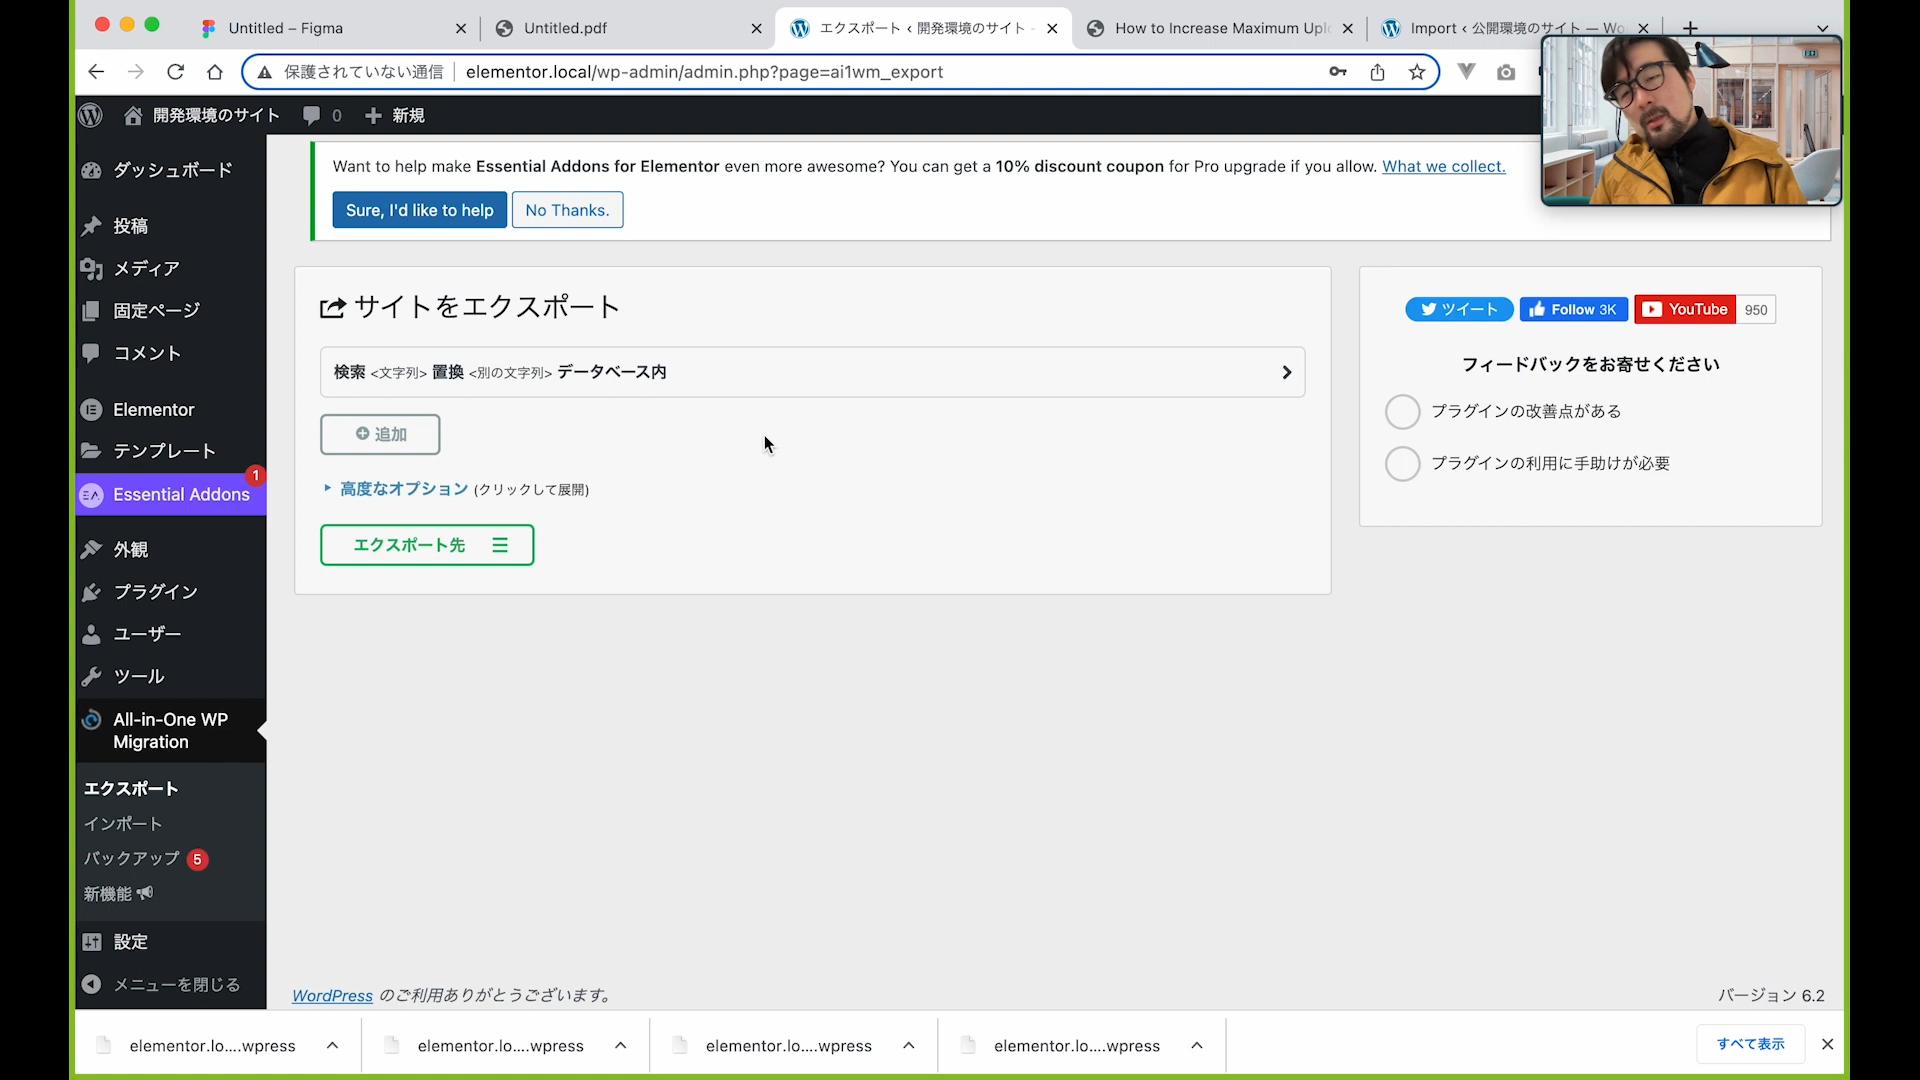 Untitled – Figma
Untitled.pdf
エクスポート ‹ 開発環境のサイト -
How to Increase Maximum Uplo
Import ‹ 公開環境のサイト — Wo
保護されていない通信
elementor.local/wp-admin/admin.php?page=ai1wm_export
開発環境のサイト
0
新規
ダッシュボード
投稿
メディア
固定ページ
コメント
Elementor
テンプレート
1
Essential Addons
外観
プラグイン
ユーザー
ツール
All-in-One WP
Migration
エクスポート
インポート
バックアップ 5
新機能
設定
メニューを閉じる
Want to help make Essential Addons for Elementor even more awesome? You can get a 10% discount coupon for Pro upgrade if you allow. What we collect.
Sure, I'd like to help
No Thanks.
サイトをエクスポート
検索 <文字列> 置換 <別の文字列> データベース内
追加
高度なオプション (クリックして展開)
エクスポート先
ツイート
Follow 3K
YouTube 950
フィードバックをお寄せください
プラグインの改善点がある
プラグインの利用に手助けが必要
WordPress のご利用ありがとうございます。
バージョン 6.2
elementor.lo....wpress
elementor.lo....wpress
elementor.lo....wpress
elementor.lo....wpress
すべて表示